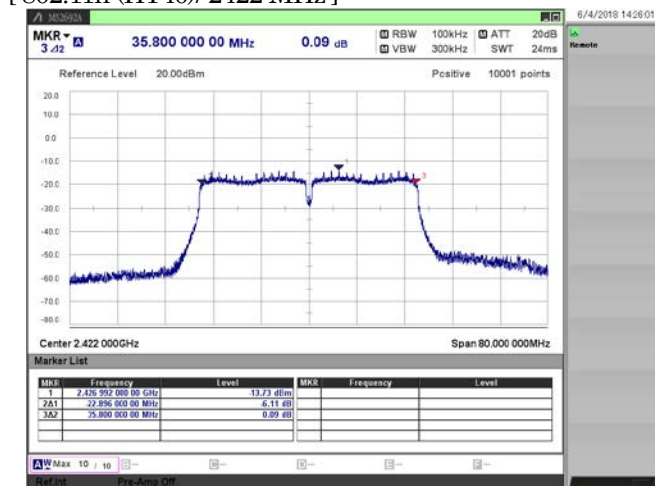 [ 802.11n (HT40), 2422 MHz ]
MS2692A
6/4/2018 14:26:01
MKR 3 Δ2 A 35.800 000 00 MHz 0.09 dB M RBW 100kHz M ATT 20dB
M VBW 300kHz SWT 24ms
Remote
Reference Level 20.00dBm Positive 10001 points
20.0
10.0
0.0
-10.0
-20.0
-30.0
-40.0
-50.0
-60.0
-70.0
-80.0
1
3
Center 2.422 000GHz Span 80.000 000MHz
Marker List
MKR Frequency Level MKR Frequency Level
1 2.426 992 000 00 GHz -13.73 dBm
2Δ1 -22.896 000 00 MHz -6.11 dB
3Δ2 35.800 000 00 MHz 0.09 dB
A W Max 10 / 10
Ref.Int Pre-Amp Off